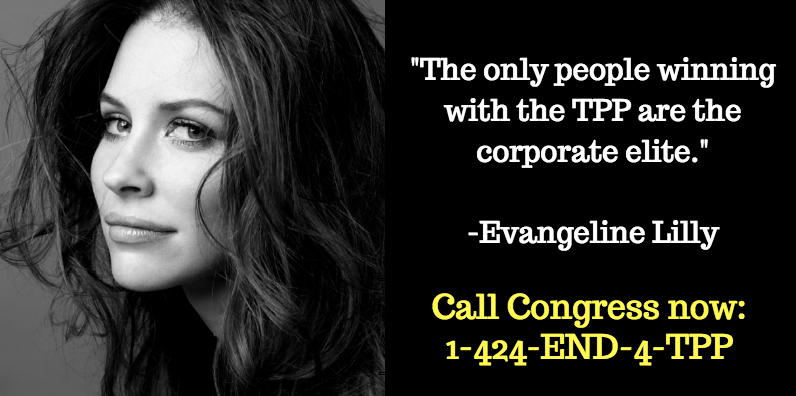 "The only people winning
with the TPP are the
corporate elite."
-Evangeline Lilly
Call Congress now:
1-424-END-4-TPP